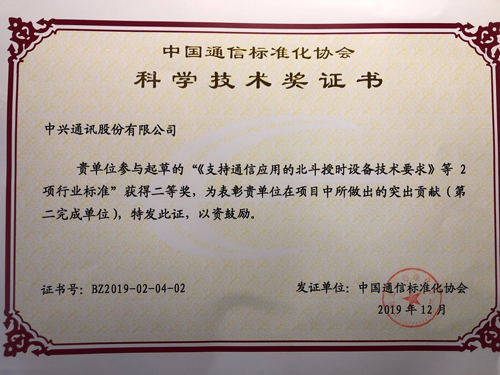 中国通信标准化协会
科学技术奖证书
中兴通讯股份有限公司
贵单位参与起草的“《支持通信应用的北斗授时设备技术要求》等 2
项行业标准”获得二等奖，为表彰贵单位在项目中所做出的突出贡献（第
二完成单位），特发此证，以资鼓励。
证书号：BZ2019-02-04-02
发证单位：中国通信标准化协会
2019 年 12 月